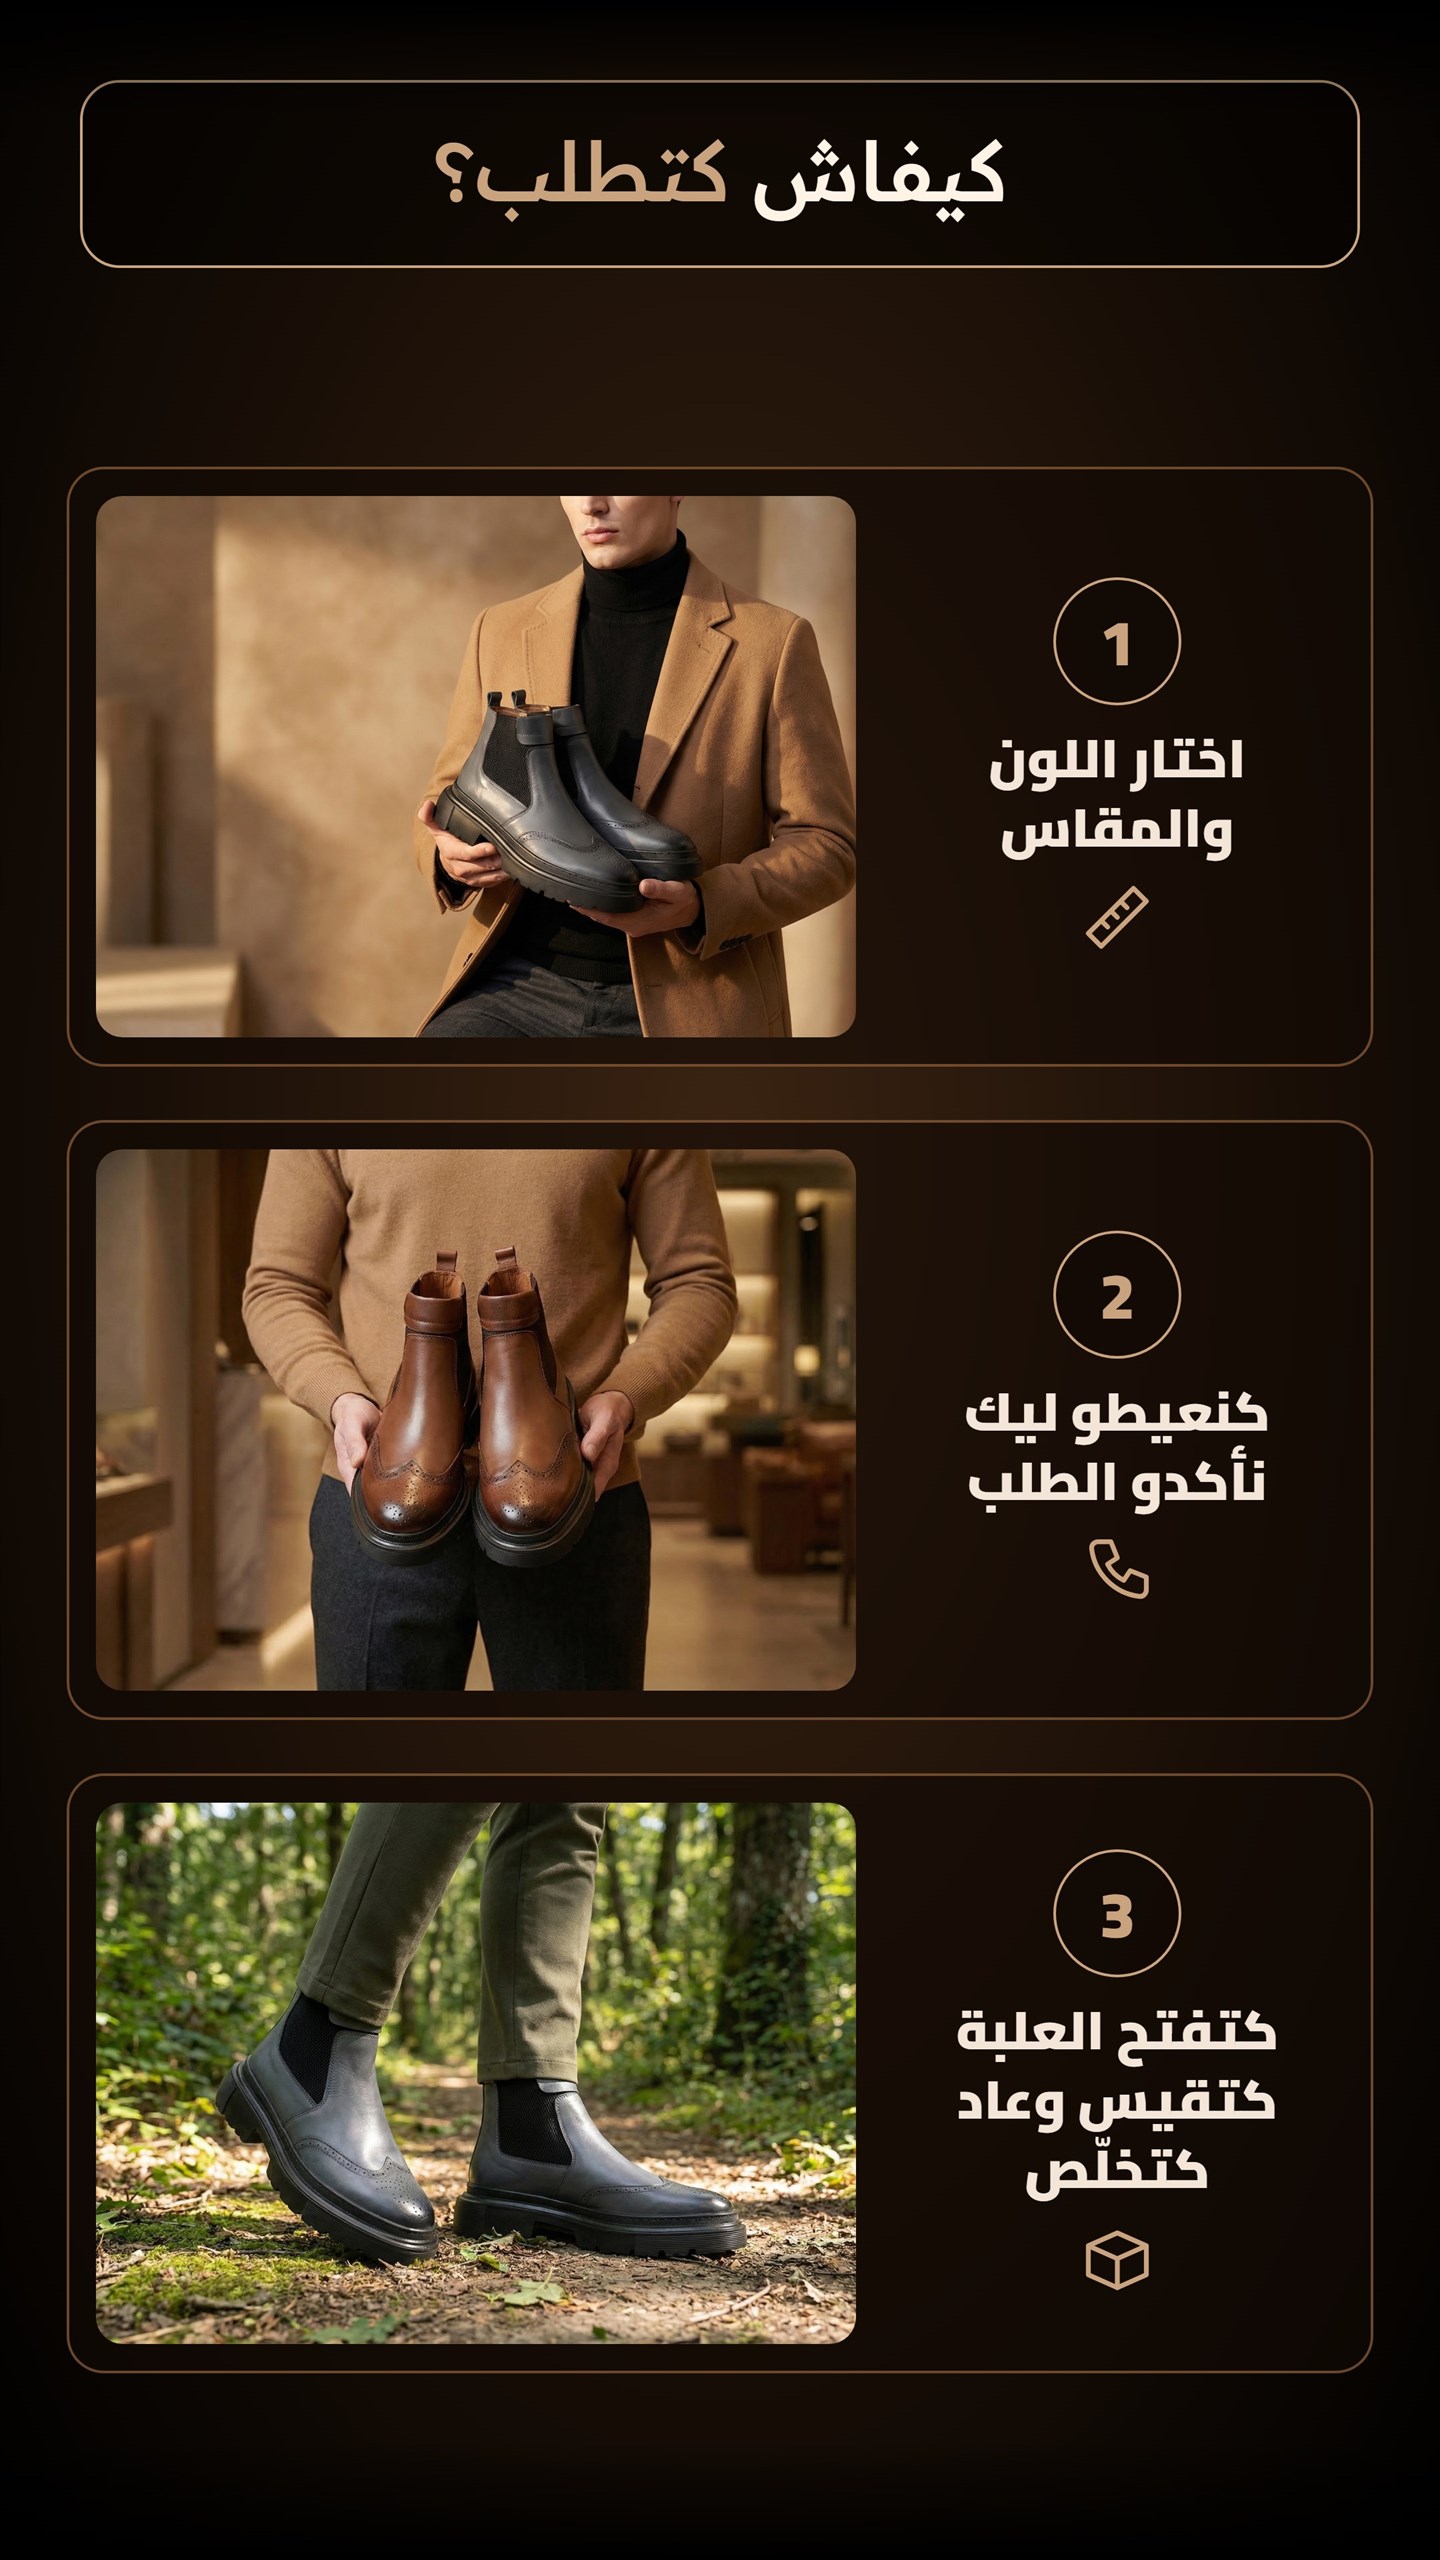 كيفاش كتطلب؟
1
اختار اللون
والمقاس
2
كنعيطو ليك
نأكدو الطلب
3
كتفتح العلبة
كتقيس وعاد
كتخلّص